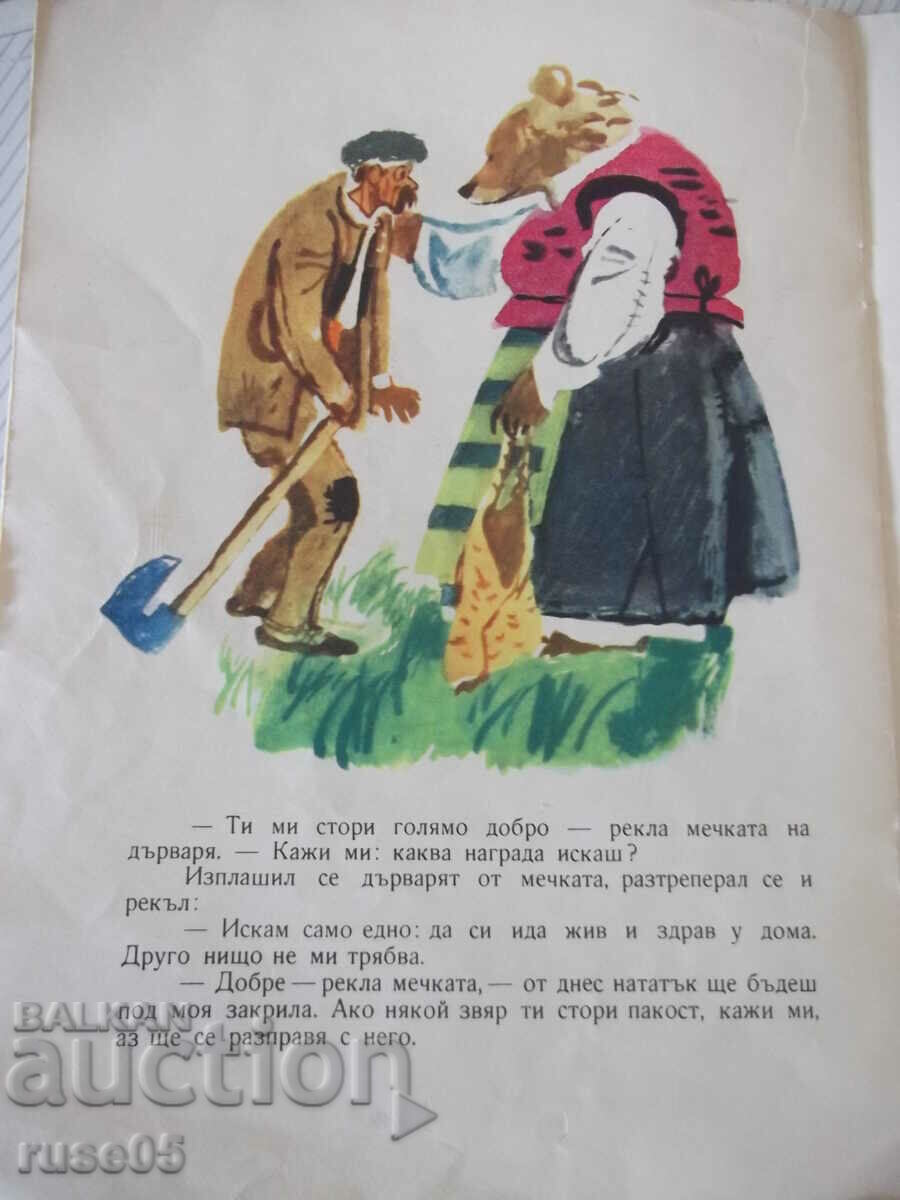 — Ти ми стори голямо добро — рекла мечката на
дърваря. — Кажи ми: каква награда искаш?
Изплашил се дърварят от мечката, разтреперал се и
рекъл:
— Искам само едно: да си ида жив и здрав у дома.
Друго нищо не ми трябва.
— Добре — рекла мечката, — от днес нататък ще бъдеш
под моя закрила. Ако някой звяр ти стори пакост, кажи ми,
аз ще се разправя с него.
BALKAN
auction
ruse05